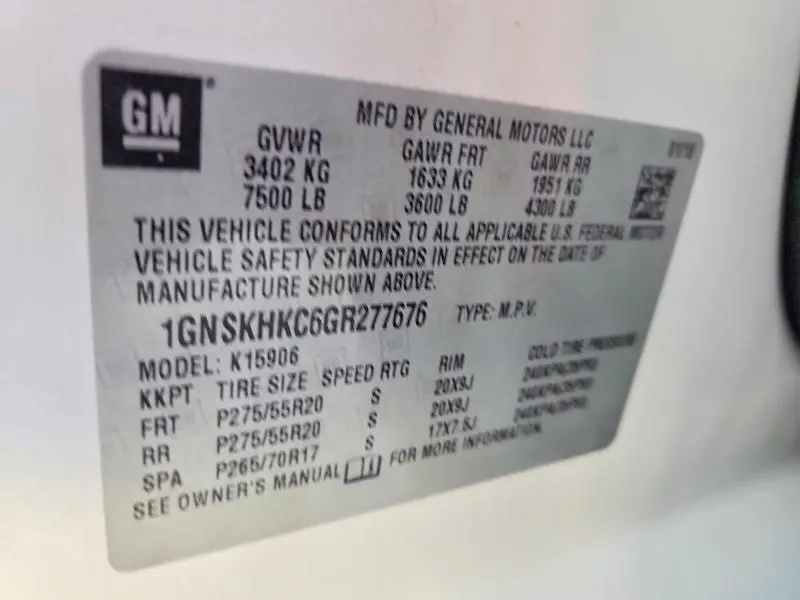 GM
MFD BY GENERAL MOTORS LLC
GVWR GAWR FRT GAWR RR
3402 KG 1633 KG 1951 KG
7500 LB 3600 LB 4300 LB
THIS VEHICLE CONFORMS TO ALL APPLICABLE U.S. FEDERAL MOTOR
VEHICLE SAFETY STANDARDS IN EFFECT ON THE DATE OF
MANUFACTURE SHOWN ABOVE.
1GNSKHKC6GR277676 TYPE: M.P.V.
MODEL: K15906
KKPT TIRE SIZE SPEED RTG RIM COLD TIRE PRESSURE
FRT P275/55R20 S 20X9J
RR P275/55R20 S 20X9J
SPA P265/70R17 S 17X7.5J
SEE OWNER'S MANUAL FOR MORE INFORMATION.